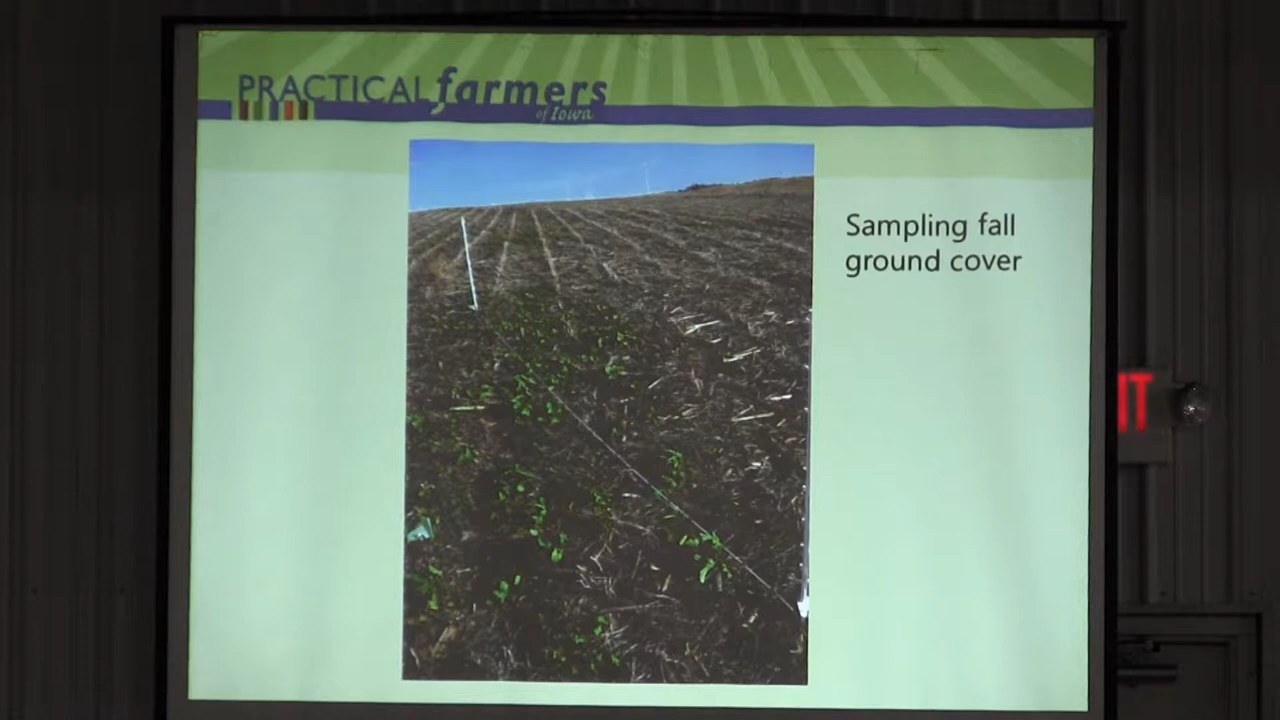 PRACTICAL farmers
of Iowa
Sampling fall
ground cover
IT